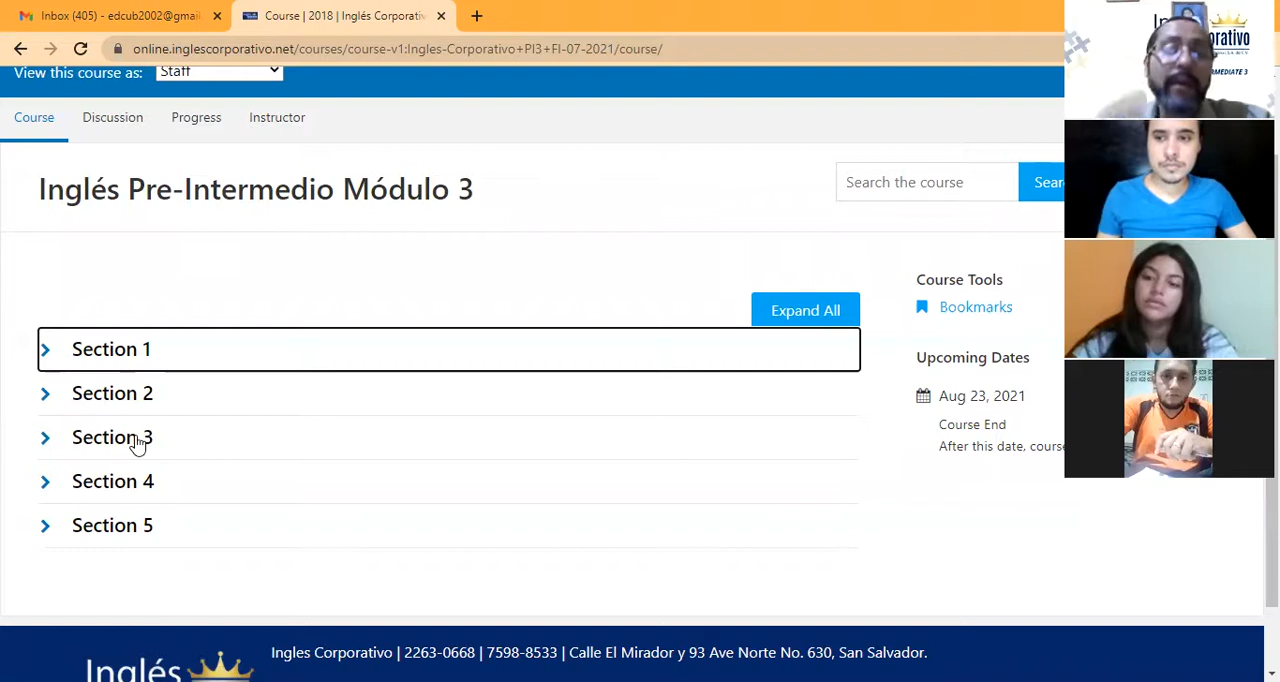 Inbox (405) - edcub2002@gmai
Course | 2018 | Inglés Corporativ
online.inglescorporativo.net/courses/course-v1:Ingles-Corporativo+PI3+FI-07-2021/course/
View this course as: Staff
Course Discussion Progress Instructor
Inglés Pre-Intermedio Módulo 3
Search the course Sear
Expand All
Section 1
Section 2
Section 3
Section 4
Section 5
Course Tools
Bookmarks
Upcoming Dates
Aug 23, 2021
Course End
After this date, course
Inglés
Ingles Corporativo | 2263-0668 | 7598-8533 | Calle El Mirador y 93 Ave Norte No. 630, San Salvador.
In
orativo
RMEDIATE 3